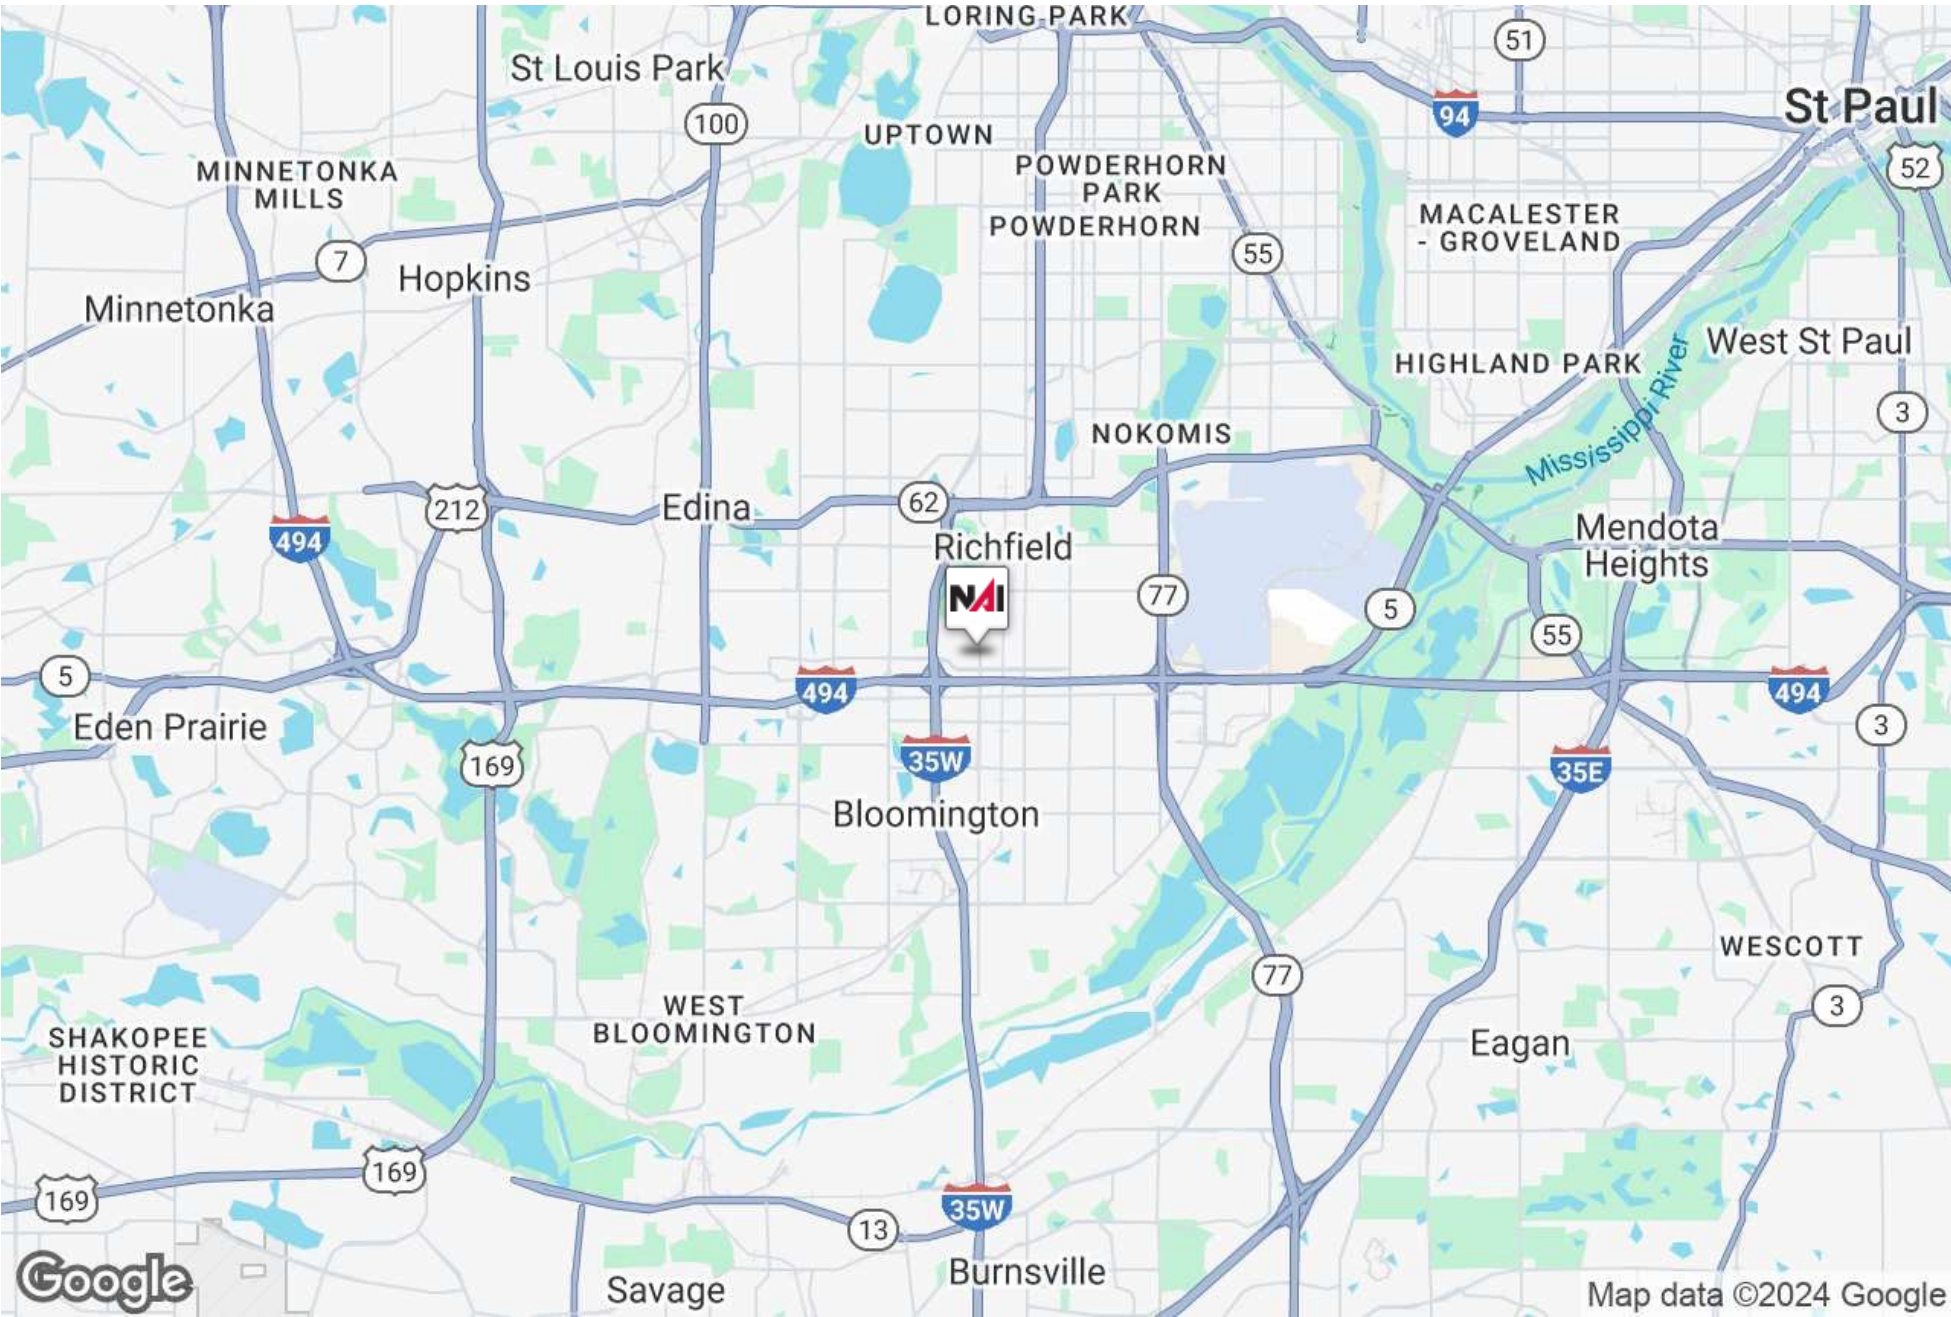 LORING PARK
51
St Louis Park
94
St Paul
100
UPTOWN
52
MINNETONKA
MILLS
POWDERHORN
PARK
POWDERHORN
MACALESTER
- GROVELAND
55
7
Hopkins
Minnetonka
West St Paul
HIGHLAND PARK
Mississippi River
3
NOKOMIS
212
Edina
62
494
Richfield
Mendota
Heights
NAI
77
5
55
5
494
494
Eden Prairie
3
169
35W
35E
Bloomington
WESCOTT
77
3
WEST
BLOOMINGTON
SHAKOPEE
HISTORIC
DISTRICT
Eagan
169
169
35W
13
Google
Savage
Burnsville
Map data ©2024 Google